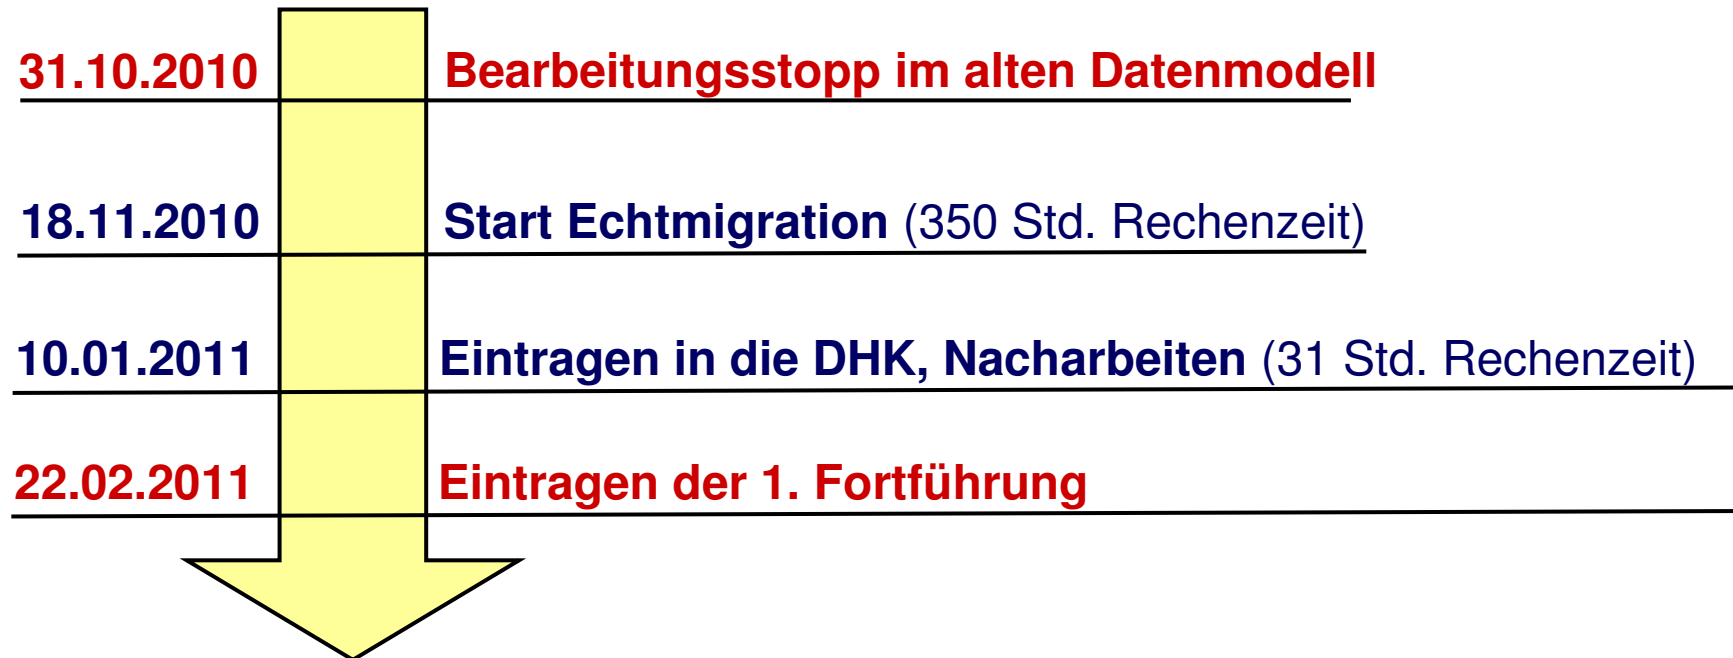 31.10.2010 Bearbeitungsstopp im alten Datenmodell
18.11.2010 Start Echtmigration (350 Std. Rechenzeit)
10.01.2011 Eintragen in die DHK, Nacharbeiten (31 Std. Rechenzeit)
22.02.2011 Eintragen der 1. Fortführung